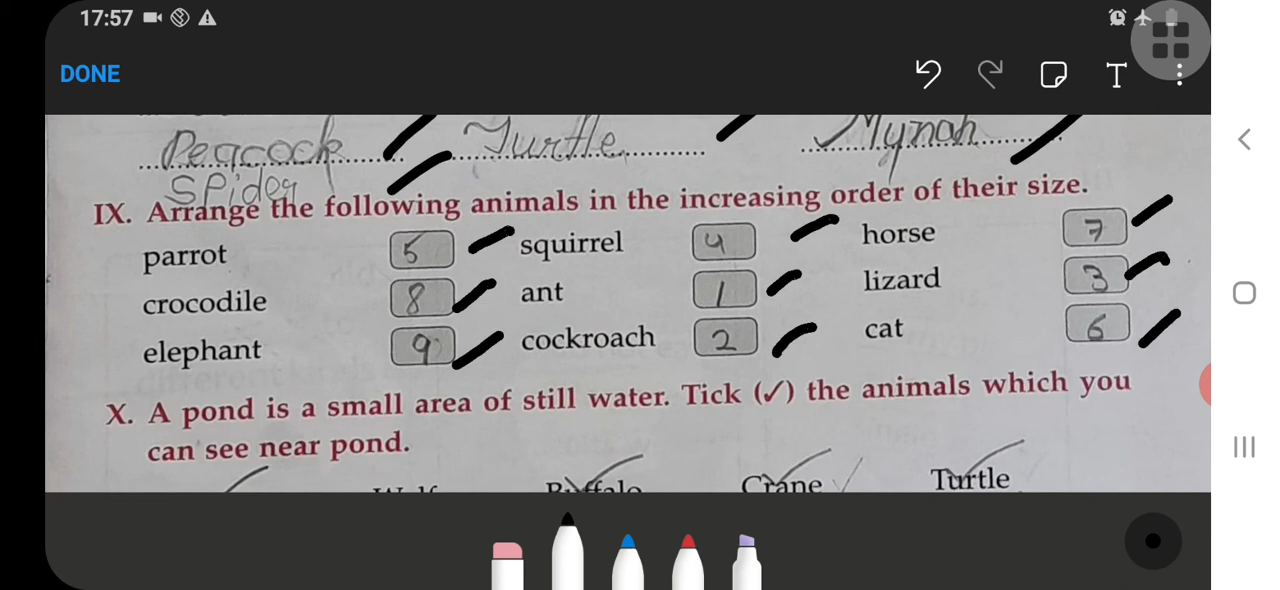 17:57
DONE
T
Peacock Turtle Mynah
Spider
IX. Arrange the following animals in the increasing order of their size.
parrot 5 squirrel 4 horse 7
crocodile 8 ant 1 lizard 3
elephant 9 cockroach 2 cat 6
X. A pond is a small area of still water. Tick (✓) the animals which you
can see near pond.
Wolf Buffalo Crane Turtle